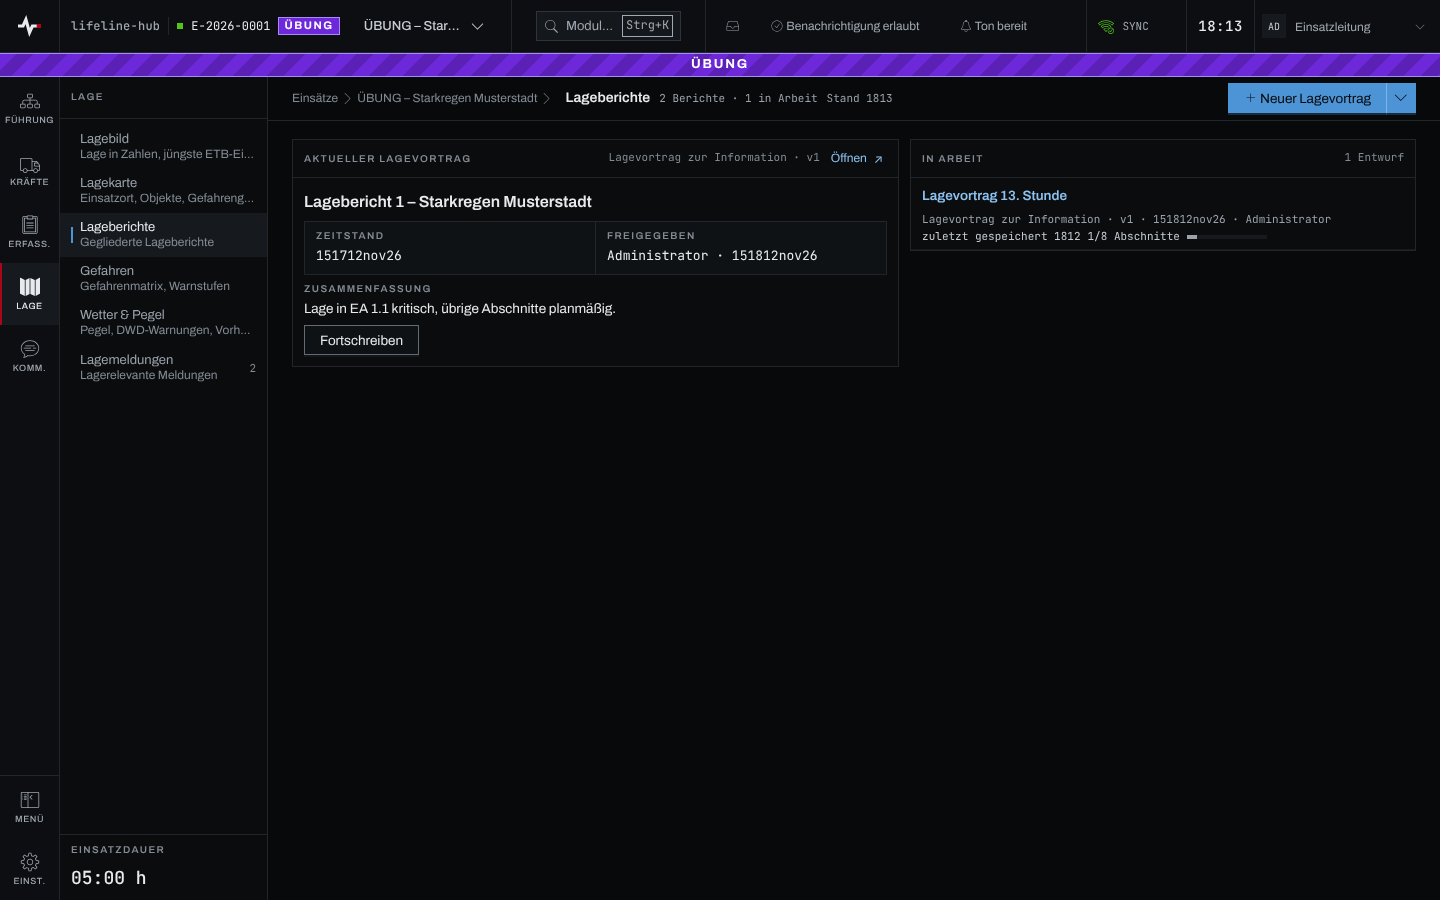 lifeline-hub E-2026-0001 ÜBUNG ÜBUNG – Star... Modul... Strg+K Benachrichtigung erlaubt Ton bereit SYNC 18:13 AD Einsatzleitung
ÜBUNG
FÜHRUNG
KRÄFTE
ERFASS.
LAGE
KOMM.
MENÜ
EINST.
LAGE
Lagebild
Lage in Zahlen, jüngste ETB-Ei...
Lagekarte
Einsatzort, Objekte, Gefahreng...
Lageberichte
Gegliederte Lageberichte
Gefahren
Gefahrenmatrix, Warnstufen
Wetter & Pegel
Pegel, DWD-Warnungen, Vorh...
Lagemeldungen
Lagerelevante Meldungen 2
EINSATZDAUER
05:00 h
Einsätze ÜBUNG – Starkregen Musterstadt Lageberichte 2 Berichte · 1 in Arbeit Stand 1813
+ Neuer Lagevortrag
AKTUELLER LAGEVORTRAG Lagevortrag zur Information · v1 Öffnen ↗
Lagebericht 1 – Starkregen Musterstadt
ZEITSTAND
151712nov26
FREIGEGEBEN
Administrator · 151812nov26
ZUSAMMENFASSUNG
Lage in EA 1.1 kritisch, übrige Abschnitte planmäßig.
Fortschreiben
IN ARBEIT 1 Entwurf
Lagevortrag 13. Stunde
Lagevortrag zur Information · v1 · 151812nov26 · Administrator
zuletzt gespeichert 1812 1/8 Abschnitte